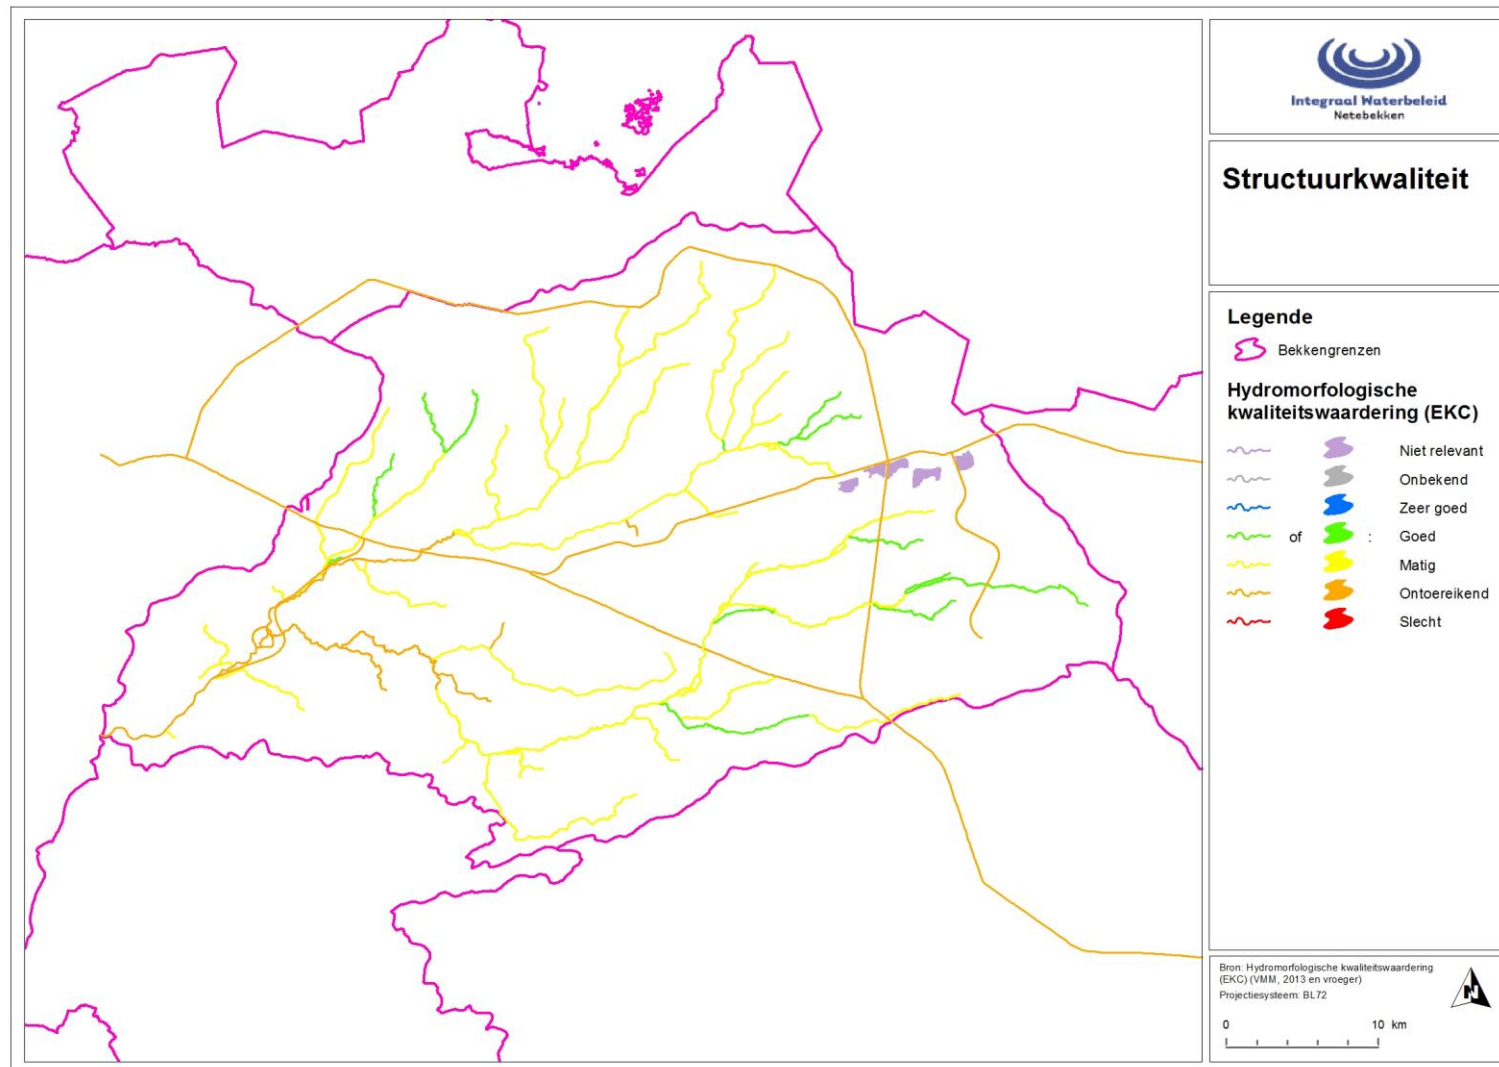 Integraal Waterbeleid
Netebekken
Structuurkwaliteit
Legende
Bekkengrenzen
Hydromorfologische
kwaliteitswaardering (EKC)
Niet relevant
Onbekend
Zeer goed
of : Goed
Matig
Ontoereikend
Slecht
Bron: Hydromorfologische kwaliteitswaardering
(EKC) (VMM, 2013 en vroeger)
Projectiesysteem: BL72
N
0 10 km